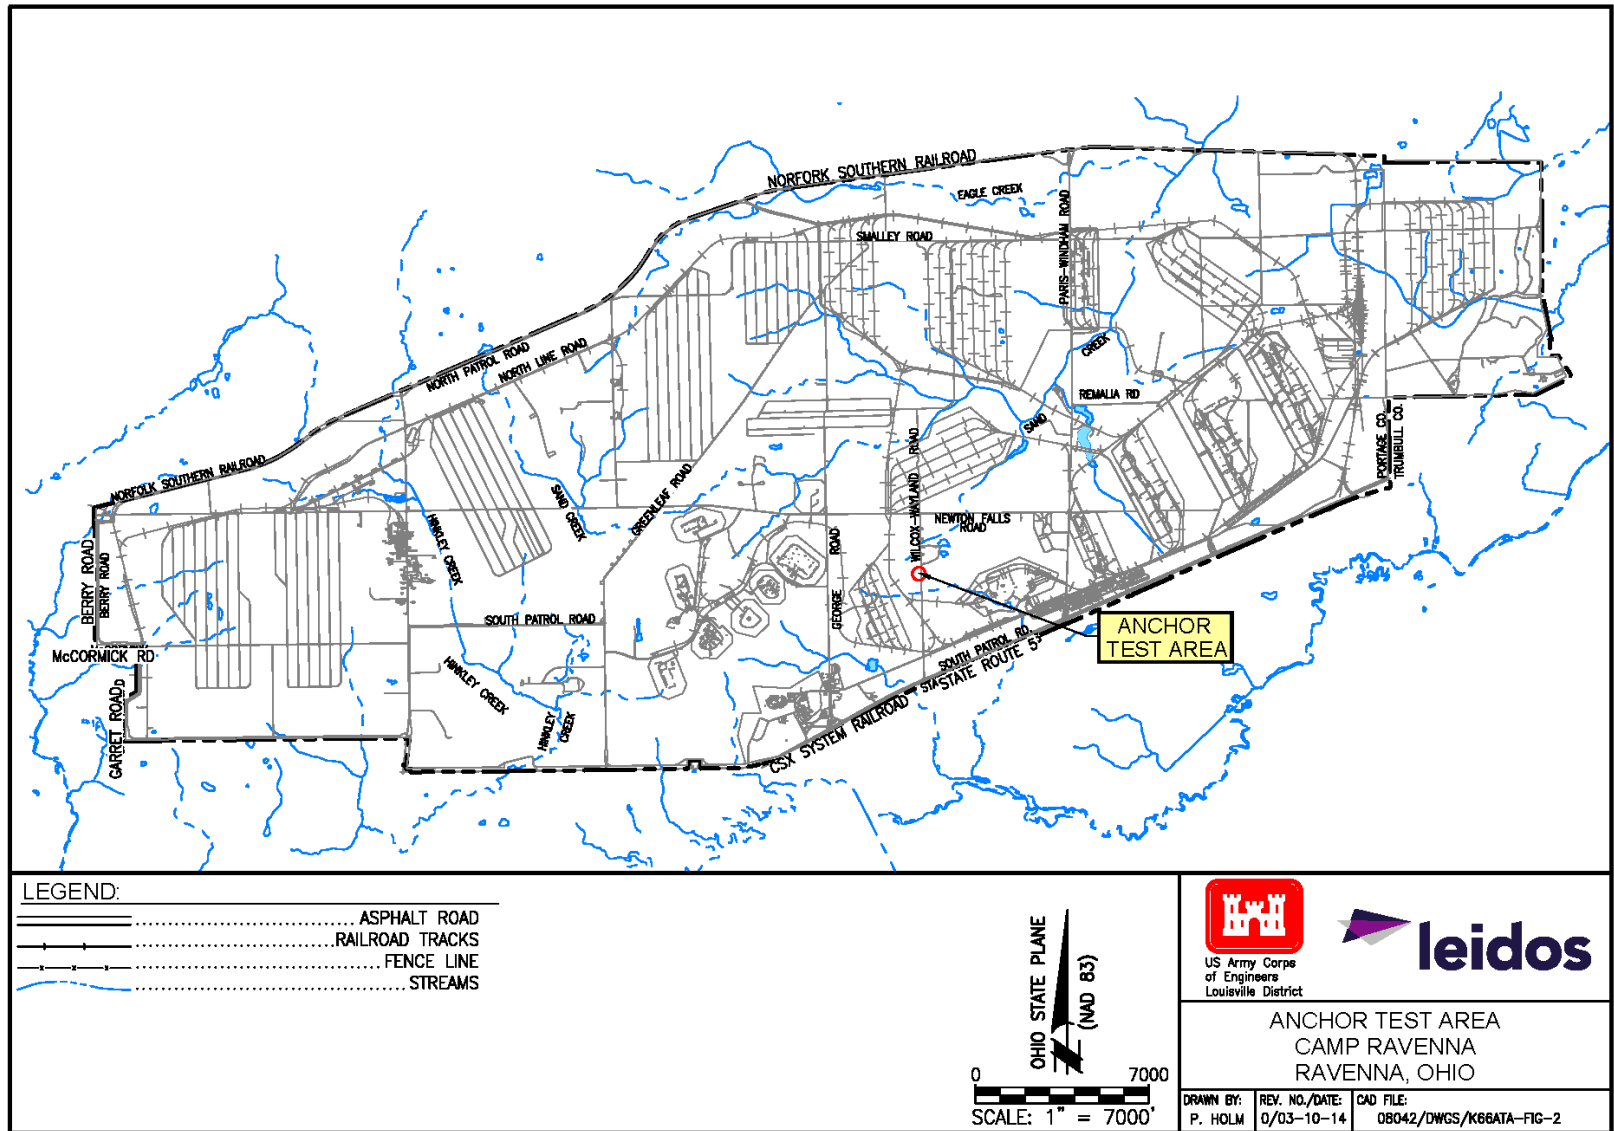 NORFORK SOUTHERN RAILROAD
EAGLE CREEK
SMALLEY ROAD
PARIS-WINDHAM ROAD
NORTH PATROL ROAD
NORTH LINE ROAD
CREEK
REMALIA RD
SAND
PORTAGE CO.
TRUMBULL CO.
NORFOLK SOUTHERN RAILROAD
SAND CREEK
GREENLEAF ROAD
WILCOX-WAYLAND ROAD
NEWTON FALLS
ROAD
HINKLEY CREEK
BERRY ROAD
BERRY ROAD
GEORGE ROAD
SOUTH PATROL ROAD
ANCHOR
TEST AREA
McCORMICK RD
HINKLEY CREEK
SOUTH PATROL RD.
STATE ROUTE 5
GARRET ROAD
HINKLEY
CREEK
CSX SYSTEM RAILROAD
LEGEND:
ASPHALT ROAD
RAILROAD TRACKS
FENCE LINE
STREAMS
OHIO STATE PLANE
(NAD 83)
0 7000
SCALE: 1" = 7000'
US Army Corps
of Engineers
Louisville District
leidos
ANCHOR TEST AREA
CAMP RAVENNA
RAVENNA, OHIO
DRAWN BY: REV. NO./DATE: CAD FILE:
P. HOLM 0/03-10-14 08042/DWGS/K66ATA-FIG-2